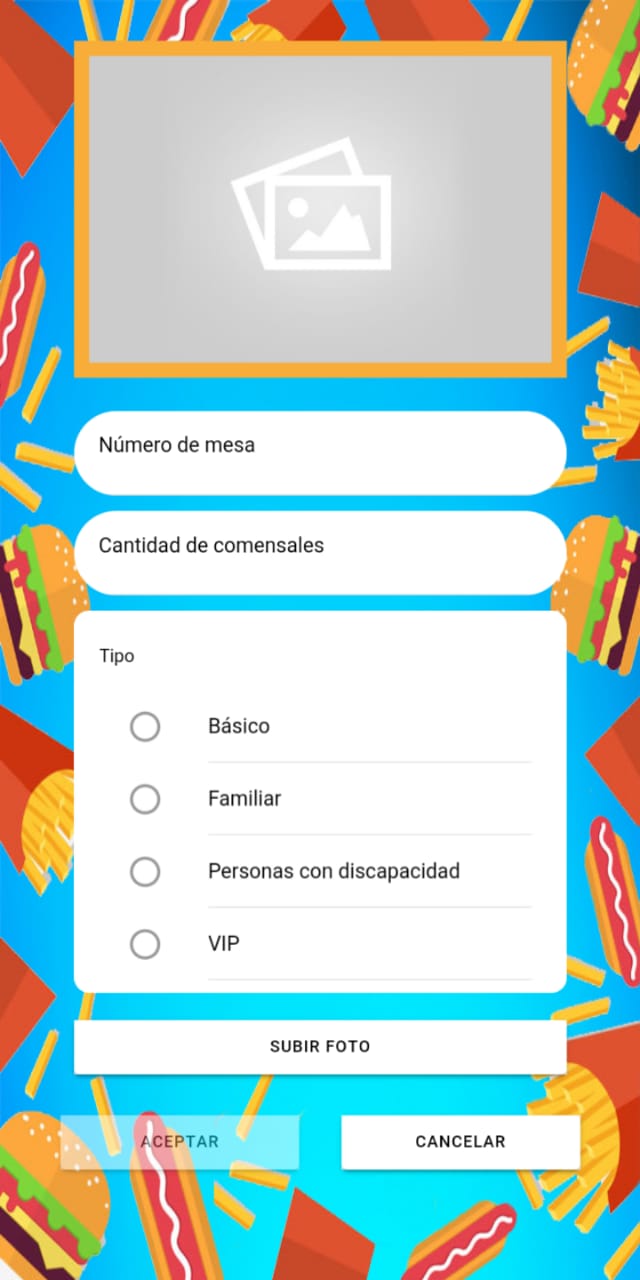 Número de mesa
Cantidad de comensales
Tipo
Básico
Familiar
Personas con discapacidad
VIP
SUBIR FOTO
ACEPTAR
CANCELAR